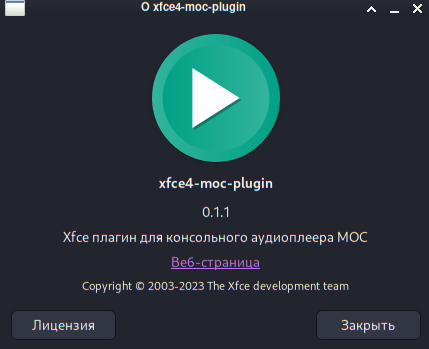 О xfce4-moc-plugin
xfce4-moc-plugin
0.1.1
Xfce плагин для консольного аудиоплеера MOC
Веб-страница
Copyright © 2003-2023 The Xfce development team
Лицензия
Закрыть